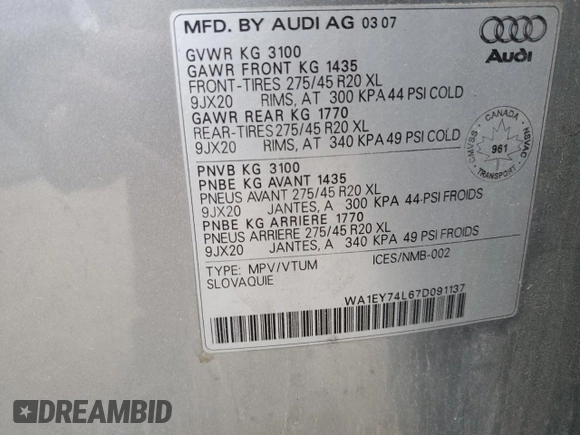 MFD. BY AUDI AG 03 07
Audi
GVWR KG 3100
GAWR FRONT KG 1435
FRONT-TIRES 275/45 R20 XL
9JX20 RIMS, AT 300 KPA 44 PSI COLD
GAWR REAR KG 1770
REAR-TIRES 275/45 R20 XL
9JX20 RIMS, AT 340 KPA 49 PSI COLD
CANADA
CMVSS
NSVAC
961
TRANSPORT
PNVB KG 3100
PNBE KG AVANT 1435
PNEUS AVANT 275/45 R20 XL
9JX20 JANTES, A 300 KPA 44 PSI FROIDS
PNBE KG ARRIERE 1770
PNEUS ARRIERE 275/45 R20 XL
9JX20 JANTES, A 340 KPA 49 PSI FROIDS
TYPE: MPV/VTUM ICES/NMB-002
SLOVAQUIE
WA1EY74L67D091137
DREAMBID